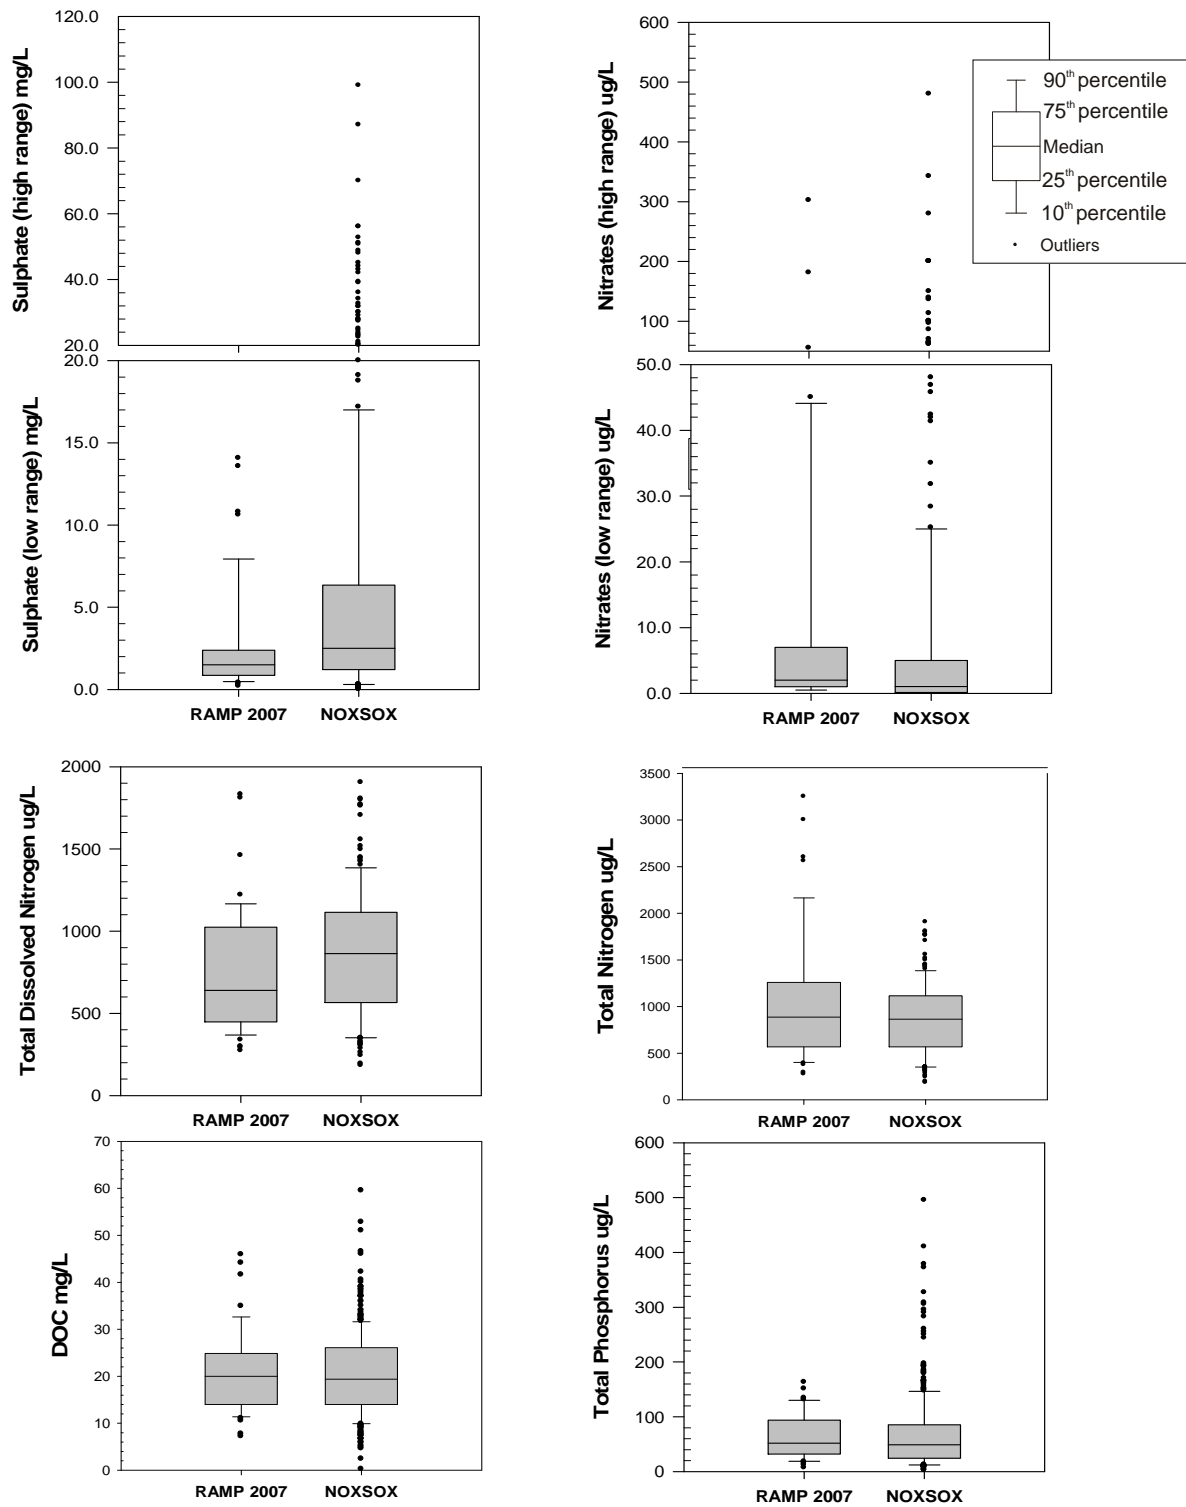 Sulphate (high range) mg/L
120.0
100.0
80.0
60.0
40.0
20.0
Nitrates (high range) ug/L
600
500
400
300
200
100
90th percentile
75th percentile
Median
25th percentile
10th percentile
Outliers
Sulphate (low range) mg/L
20.0
15.0
10.0
5.0
0.0
RAMP 2007 NOXSOX
Nitrates (low range) ug/L
50.0
40.0
30.0
20.0
10.0
0.0
RAMP 2007 NOXSOX
Total Dissolved Nitrogen ug/L
2000
1500
1000
500
0
RAMP 2007 NOXSOX
Total Nitrogen ug/L
3500
3000
2500
2000
1500
1000
500
0
RAMP 2007 NOXSOX
DOC mg/L
70
60
50
40
30
20
10
0
RAMP 2007 NOXSOX
Total Phosphorus ug/L
600
500
400
300
200
100
0
RAMP 2007 NOXSOX